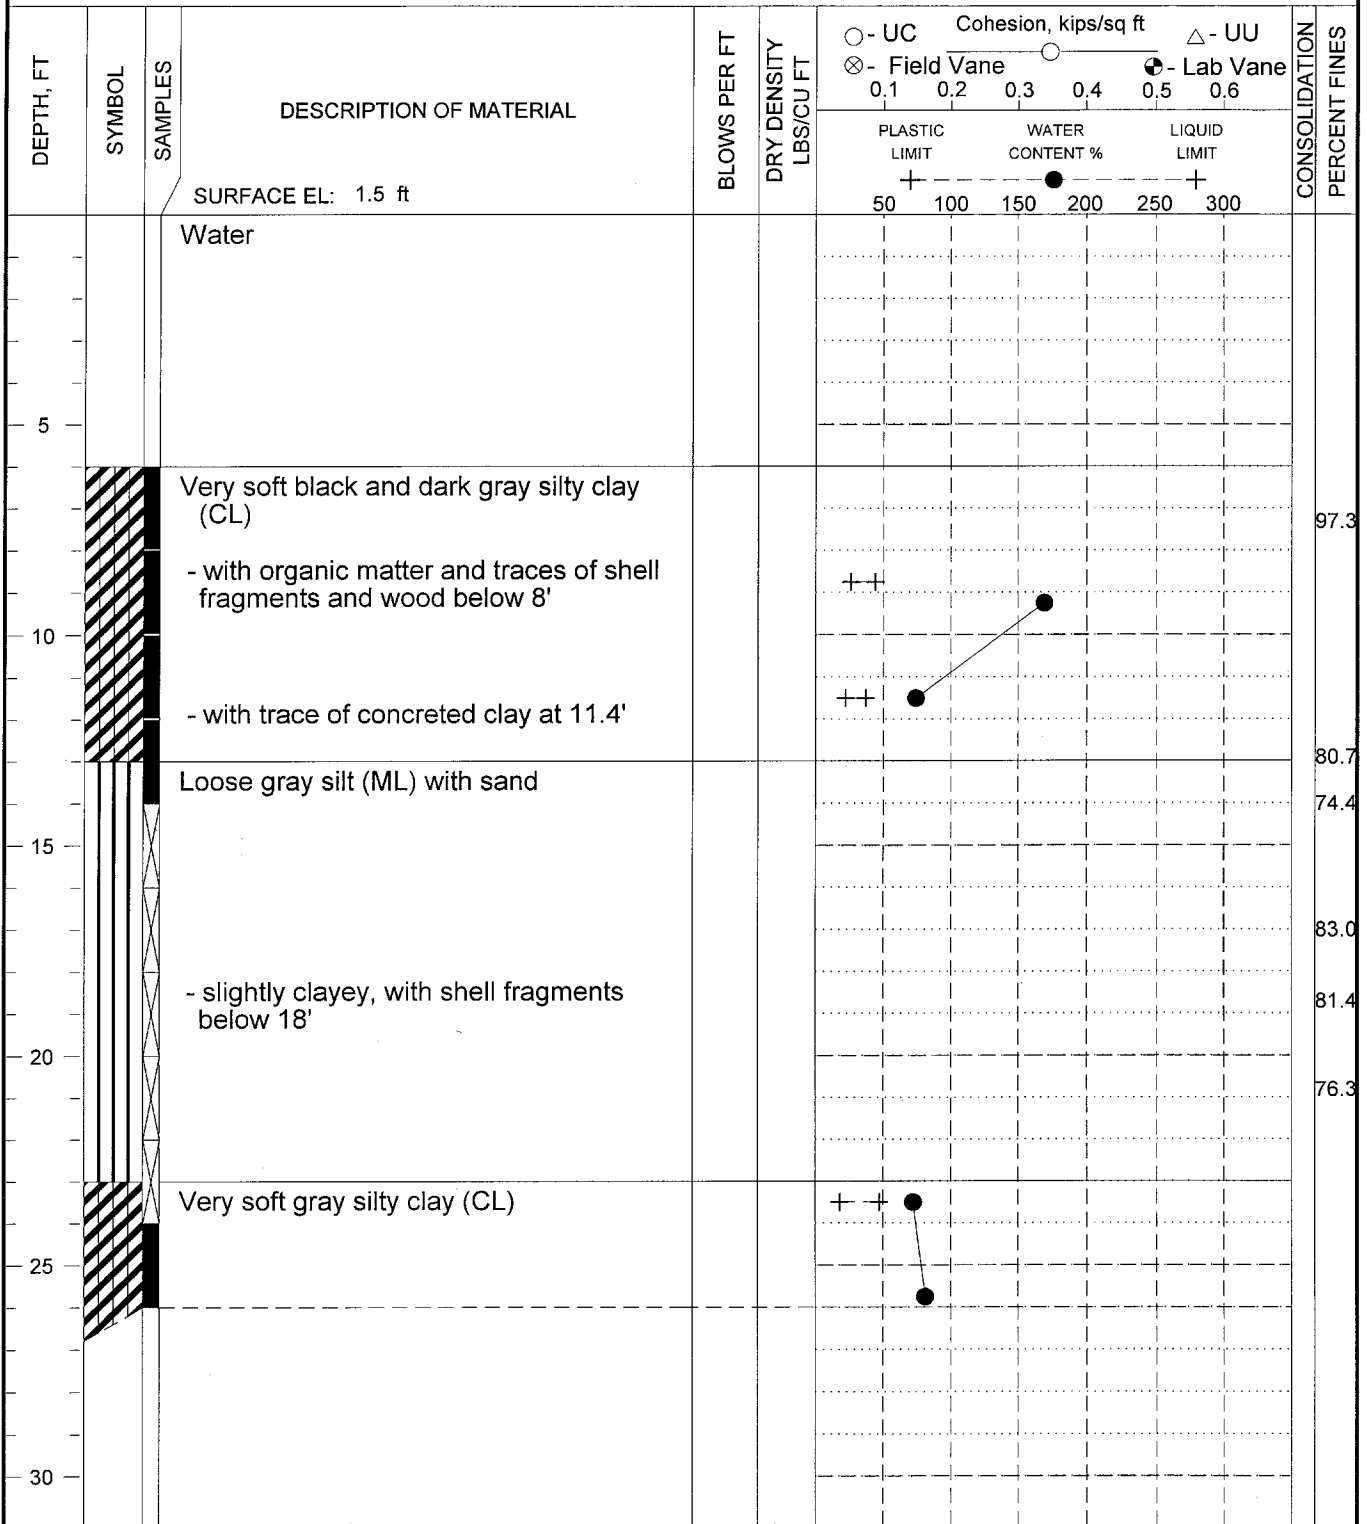 DEPTH, FT
SYMBOL
SAMPLES
DESCRIPTION OF MATERIAL
SURFACE EL: 1.5 ft
BLOWS PER FT
DRY DENSITY
LBS/CU FT
Cohesion, kips/sq ft
- UC
- UU
- Field Vane
- Lab Vane
0.1 0.2 0.3 0.4 0.5 0.6
PLASTIC
LIMIT
WATER
CONTENT %
LIQUID
LIMIT
50 100 150 200 250 300
CONSOLIDATION
PERCENT FINES
Water
5
Very soft black and dark gray silty clay
(CL)
97.3
- with organic matter and traces of shell
fragments and wood below 8'
10
- with trace of concreted clay at 11.4'
80.7
Loose gray silt (ML) with sand
74.4
15
83.0
- slightly clayey, with shell fragments
below 18'
81.4
20
76.3
Very soft gray silty clay (CL)
25
30